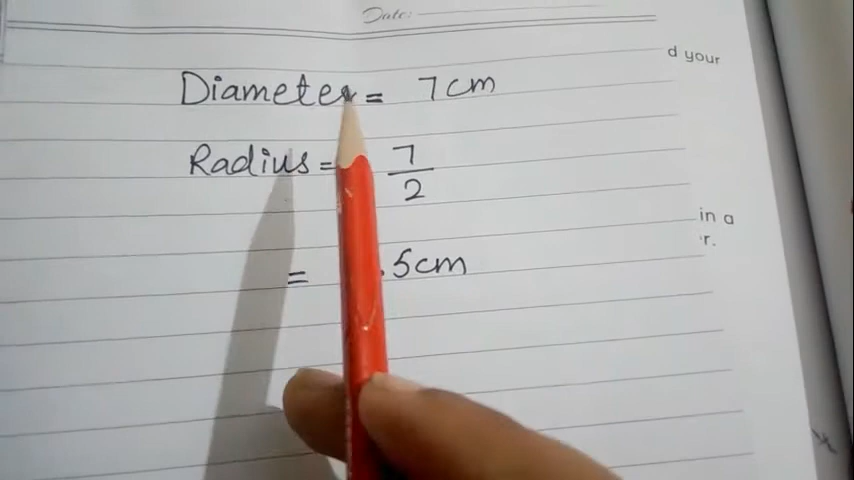 Date:
d your
Diameter = 7cm
Radius = 7/2
in a
r.
= .5cm